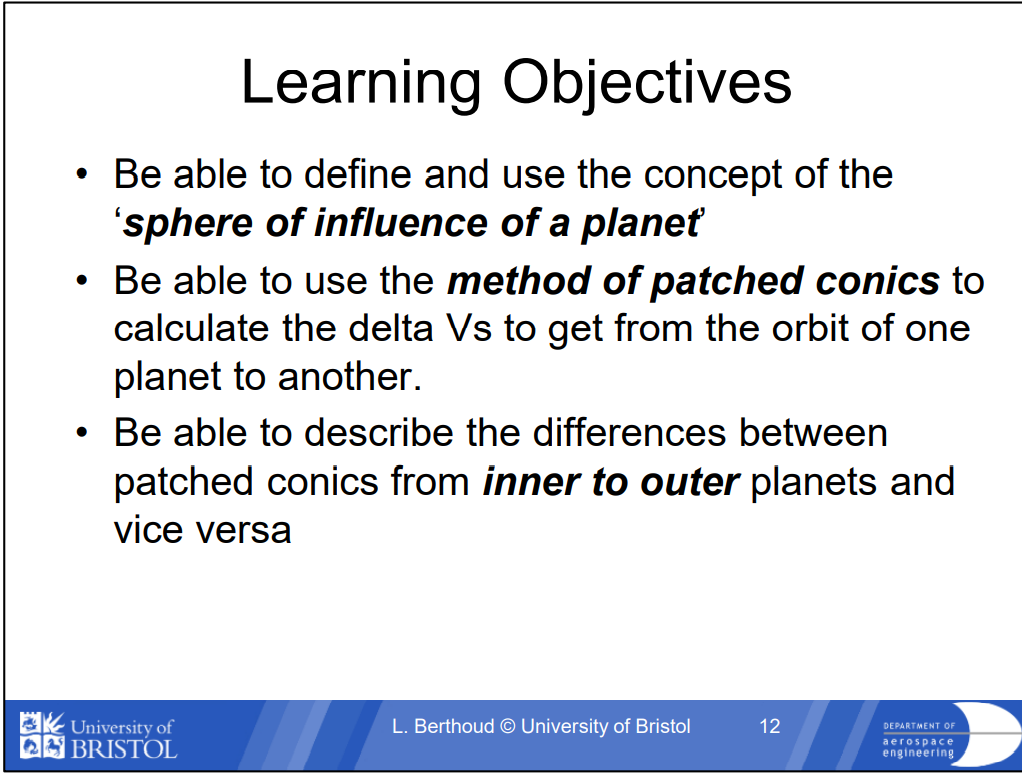 Learning Objectives
• Be able to define and use the concept of the
‘sphere of influence of a planet’
• Be able to use the method of patched conics to
calculate the delta Vs to get from the orbit of one
planet to another.
• Be able to describe the differences between
patched conics from inner to outer planets and
vice versa
University of
BRISTOL
L. Berthoud © University of Bristol
12
DEPARTMENT OF
aerospace
engineering